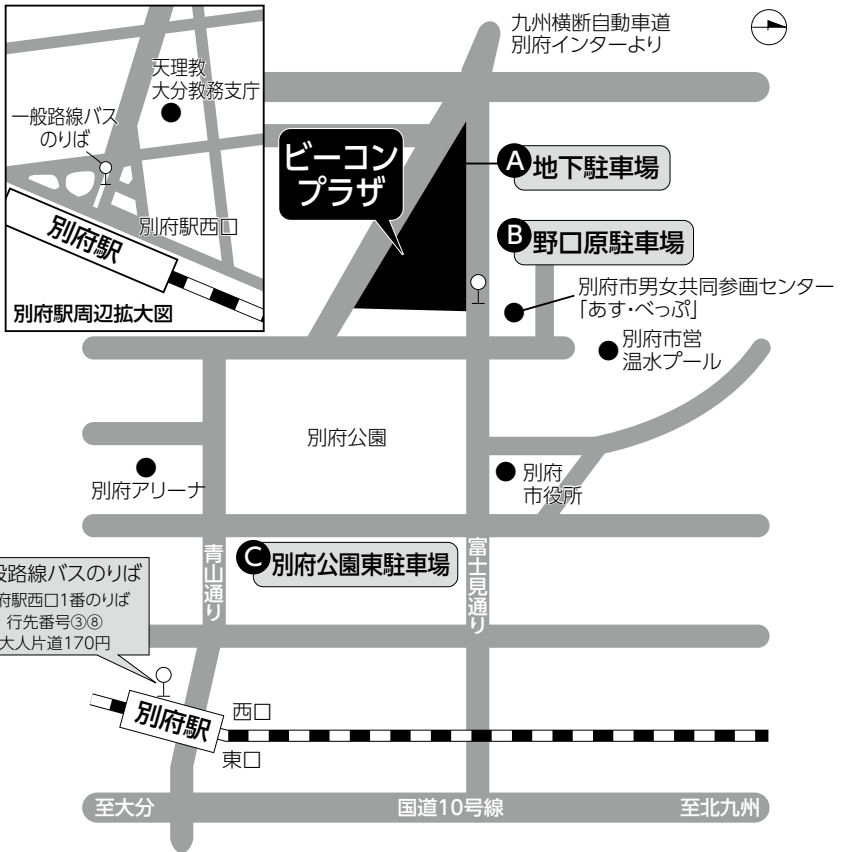 九州横断自動車道
別府インターより
天理教
大分教務支庁
一般路線バス
のりば
別府駅西口
別府駅
別府駅周辺拡大図
ビーコン
プラザ
A 地下駐車場
B 野口原駐車場
別府市男女共同参画センター
「あす・べっぷ」
別府市営
温水プール
別府公園
別府アリーナ
別府
市役所
青山通り
C 別府公園東駐車場
富士見通り
般路線バスのりば
府駅西口1番のりば
行先番号③⑧
大人片道170円
別府駅
西口
東口
至大分
国道10号線
至北九州